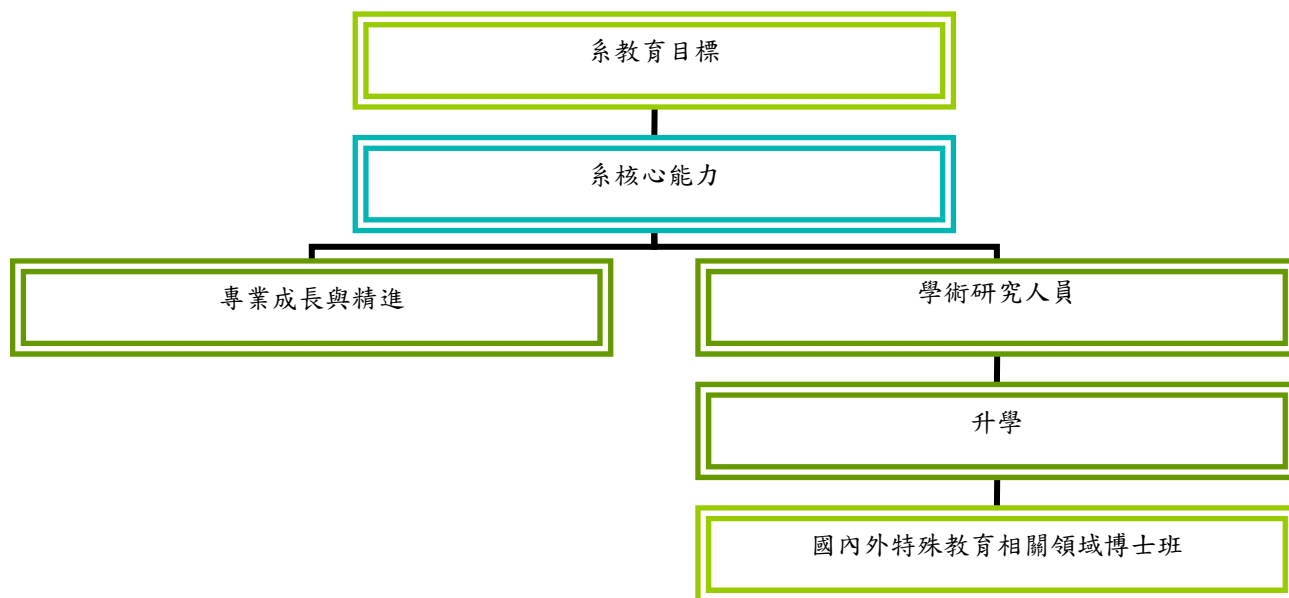 系教育目標
系核心能力
專業成長與精進
學術研究人員
升學
國內外特殊教育相關領域博士班